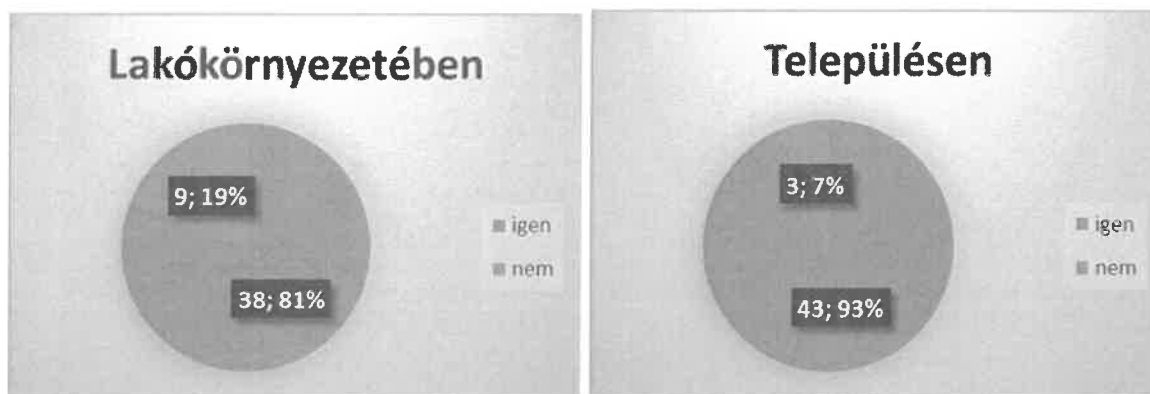 Lakókörnyezetében
9; 19%
38; 81%
igen
nem
Településen
3; 7%
43; 93%
igen
nem